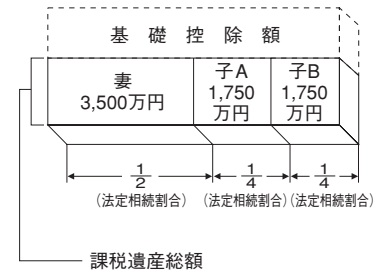 基礎控除額
妻
3,500万円
子A
1,750
万円
子B
1,750
万円
1/2
(法定相続割合)
1/4
(法定相続割合)
1/4
(法定相続割合)
課税遺産総額